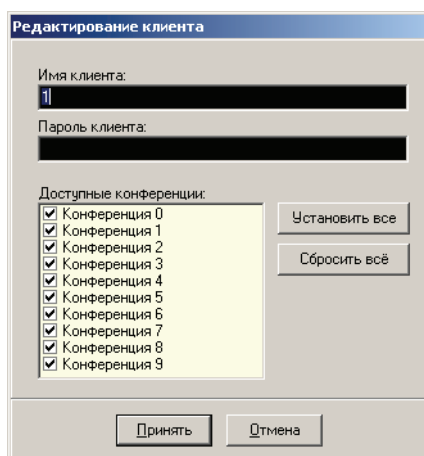 Редактирование клиента
Имя клиента:
1
Пароль клиента:
Доступные конференции:
Конференция 0
Конференция 1
Конференция 2
Конференция 3
Конференция 4
Конференция 5
Конференция 6
Конференция 7
Конференция 8
Конференция 9
Установить все
Сбросить всё
Принять
Отмена